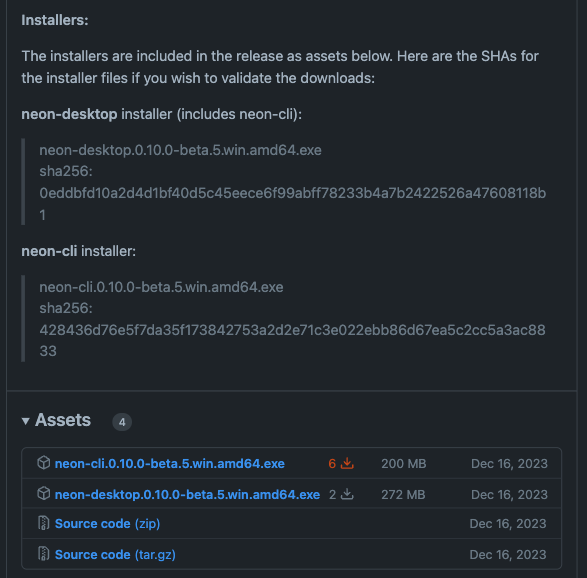 Installers:
The installers are included in the release as assets below. Here are the SHAs for
the installer files if you wish to validate the downloads:
neon-desktop installer (includes neon-cli):
neon-desktop.0.10.0-beta.5.win.amd64.exe
sha256:
0eddbfd10a2d4d1bf40d5c45eece6f99abff78233b4a7b2422526a47608118b
1
neon-cli installer:
neon-cli.0.10.0-beta.5.win.amd64.exe
sha256:
428436d76e5f7da35f173842753a2d2e71c3e022ebb86d67ea5c2cc5a3ac88
33
Assets 4
neon-cli.0.10.0-beta.5.win.amd64.exe 6 200 MB Dec 16, 2023
neon-desktop.0.10.0-beta.5.win.amd64.exe 2 272 MB Dec 16, 2023
Source code (zip) Dec 16, 2023
Source code (tar.gz) Dec 16, 2023